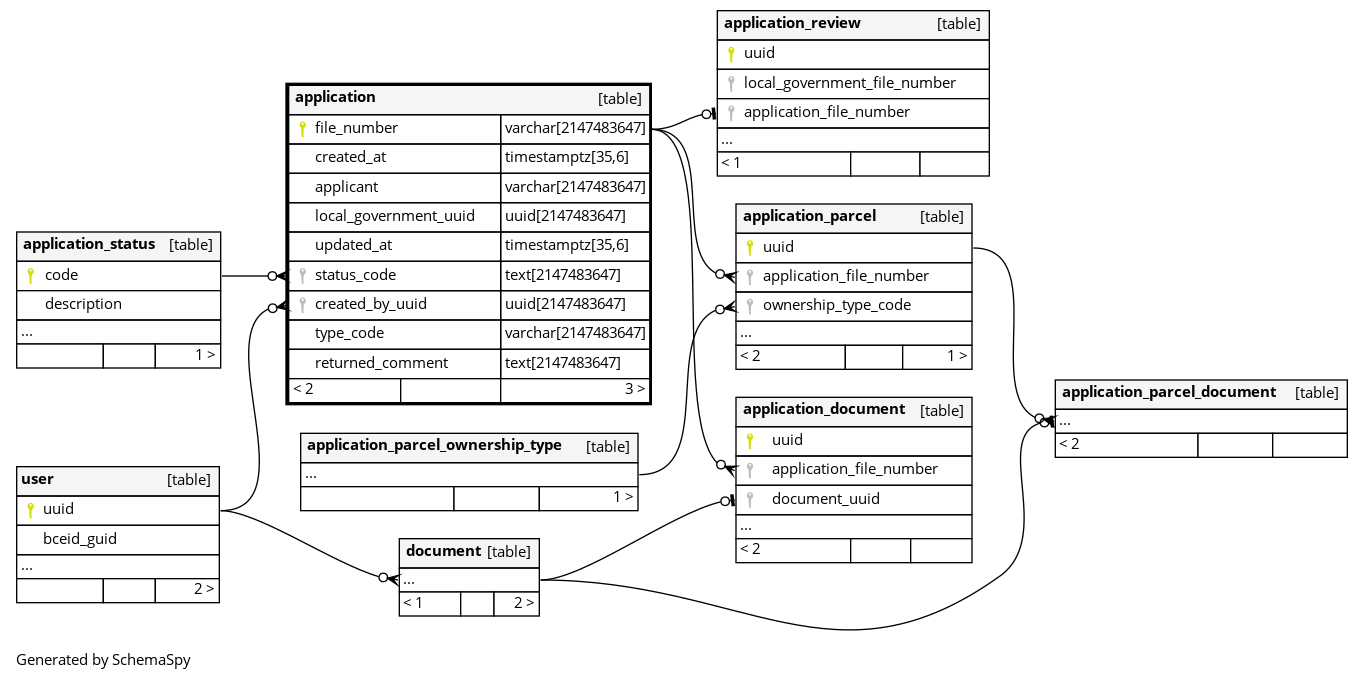 application_review [table]
uuid
local_government_file_number
application_file_number
...
< 1
application [table]
file_number varchar[2147483647]
created_at timestamptz[35,6]
applicant varchar[2147483647]
local_government_uuid uuid[2147483647]
updated_at timestamptz[35,6]
status_code text[2147483647]
created_by_uuid uuid[2147483647]
type_code varchar[2147483647]
returned_comment text[2147483647]
< 2 3 >
application_parcel [table]
uuid
application_file_number
ownership_type_code
...
< 2 1 >
application_status [table]
code
description
...
1 >
application_parcel_document [table]
...
< 2
application_document [table]
uuid
application_file_number
document_uuid
...
< 2
application_parcel_ownership_type [table]
...
1 >
user [table]
uuid
bceid_guid
...
2 >
document [table]
...
< 1 2 >
Generated by SchemaSpy